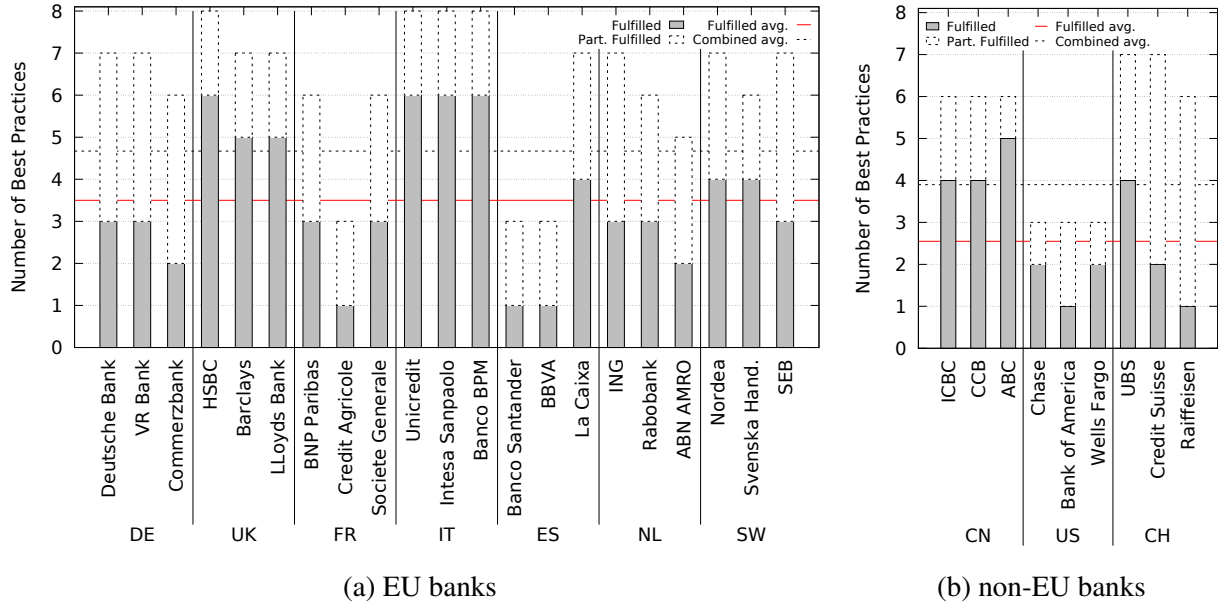 Fulfilled
Part. Fulfilled
Fulfilled avg.
Combined avg.
Number of Best Practices
8
7
6
5
4
3
2
1
0
Deutsche Bank
VR Bank
Commerzbank
HSBC
Barclays
LLoyds Bank
BNP Paribas
Credit Agricole
Societe Generale
Unicredit
Intesa Sanpaolo
Banco BPM
Banco Santander
BBVA
La Caixa
ING
Rabobank
ABN AMRO
Nordea
Svenska Hand.
SEB
DE
UK
FR
IT
ES
NL
SW
(a) EU banks
Fulfilled
Part. Fulfilled
Fulfilled avg.
Combined avg.
Number of Best Practices
8
7
6
5
4
3
2
1
0
ICBC
CCB
ABC
Chase
Bank of America
Wells Fargo
UBS
Credit Suisse
Raiffeisen
CN
US
CH
(b) non-EU banks